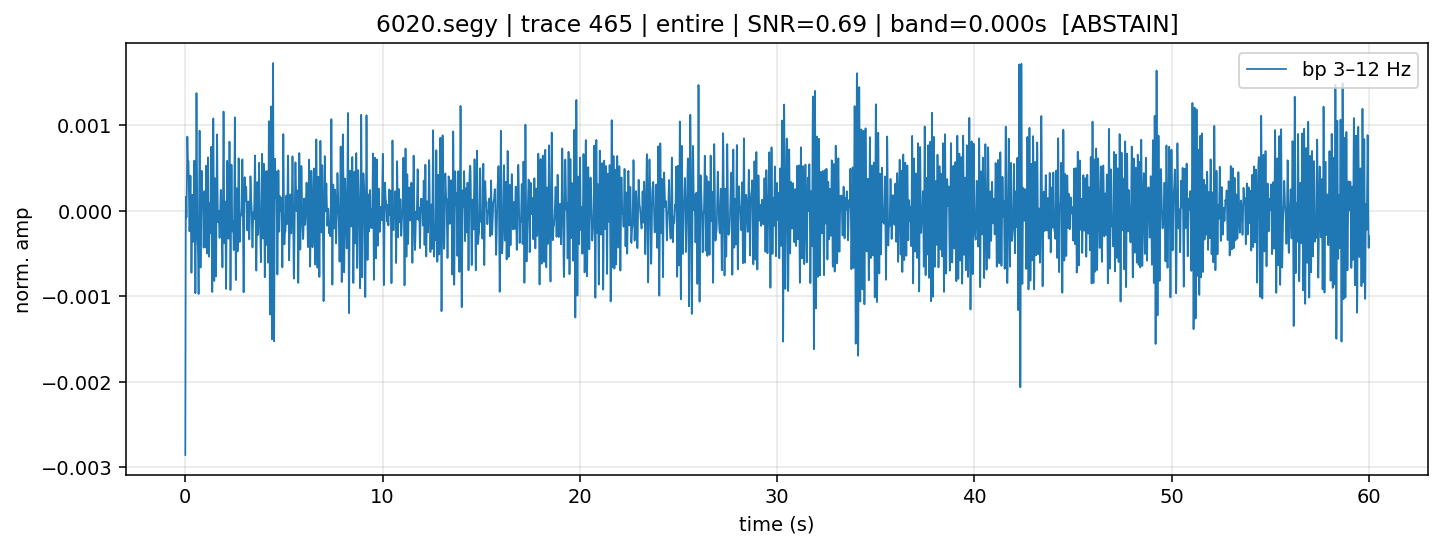 6020.segy | trace 465 | entire | SNR=0.69 | band=0.000s  [ABSTAIN]
bp 3–12 Hz
norm. amp
0.001
0.000
−0.001
−0.002
−0.003
0 10 20 30 40 50 60
time (s)